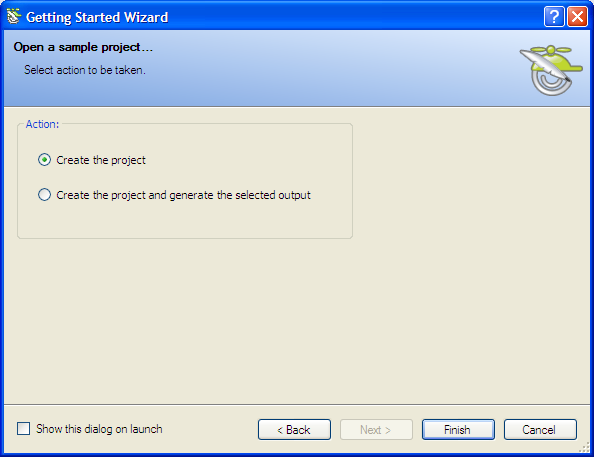 Getting Started Wizard
?
Open a sample project...
Select action to be taken.
Action:
Create the project
Create the project and generate the selected output
Show this dialog on launch
< Back
Next >
Finish
Cancel